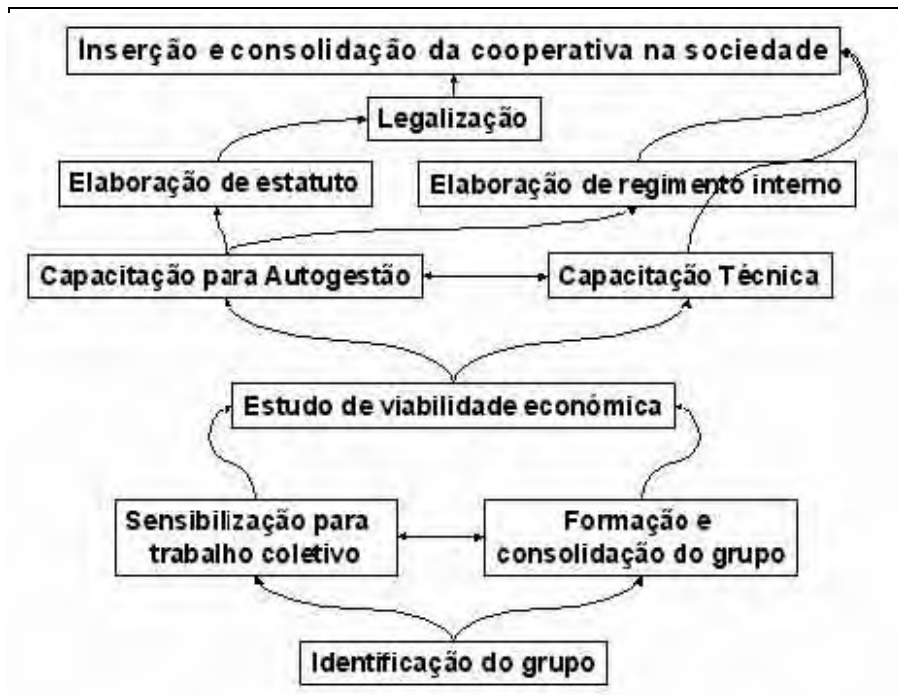 Inserção e consolidação da cooperativa na sociedade
Legalização
Elaboração de estatuto
Elaboração de regimento interno
Capacitação para Autogestão
Capacitação Técnica
Estudo de viabilidade econômica
Sensibilização para
trabalho coletivo
Formação e
consolidação do grupo
Identificação do grupo